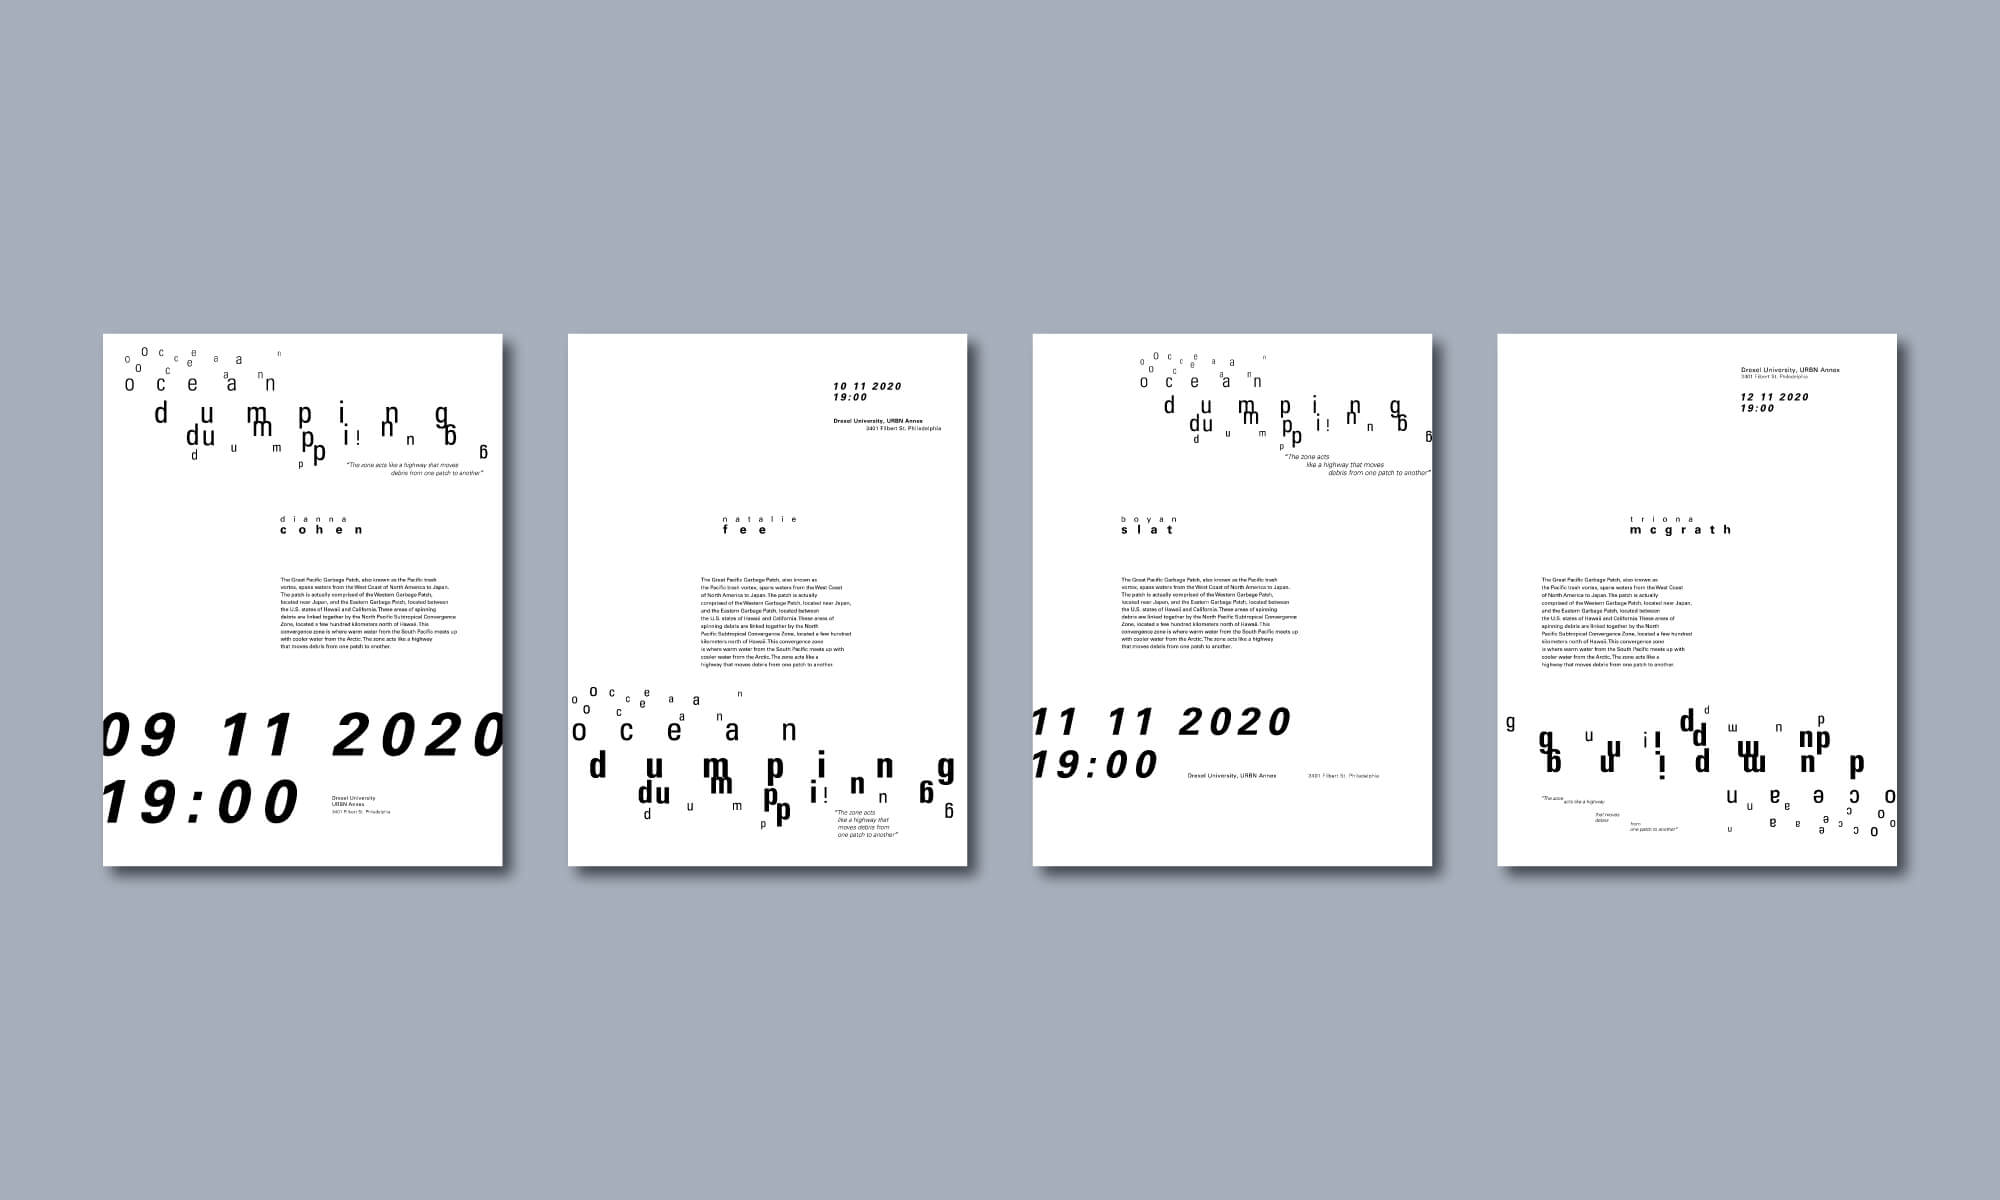 ocean
dumping!
"The zone acts like a highway that moves
debris from one patch to another"
dianna
cohen
The Great Pacific Garbage Patch, also known as the Pacific trash
vortex, spans waters from the West Coast of North America to Japan.
The patch is actually comprised of the Western Garbage Patch,
located near Japan, and the Eastern Garbage Patch, located between
the U.S. states of Hawaii and California. These areas of spinning
debris are linked together by the North Pacific Subtropical Convergence
Zone, located a few hundred kilometers north of Hawaii. This
convergence zone is where warm water from the South Pacific meets up
with cooler water from the Arctic. The zone acts like a highway
that moves debris from one patch to another.
09 11 2020
19:00
Drexel University
URBN Annex
3401 Filbert St. Philadelphia
10 11 2020
19:00
Drexel University, URBN Annex
3401 Filbert St. Philadelphia
natalie
fee
The Great Pacific Garbage Patch, also known as
the Pacific trash vortex, spans waters from the West Coast
of North America to Japan. The patch is actually
comprised of the Western Garbage Patch, located near Japan,
and the Eastern Garbage Patch, located between
the U.S. states of Hawaii and California. These areas of
spinning debris are linked together by the North
Pacific Subtropical Convergence Zone, located a few hundred
kilometers north of Hawaii. This convergence zone
is where warm water from the South Pacific meets up with
cooler water from the Arctic. The zone acts like a
highway that moves debris from one patch to another.
ocean
dumping!
"The zone acts
like a highway that
moves debris from
one patch to another"
ocean
dumping!
"The zone acts
like a highway that moves
debris from one patch to another"
boyan
slat
The Great Pacific Garbage Patch, also known as the Pacific trash
vortex, spans waters from the West Coast of North America to Japan.
The patch is actually comprised of the Western Garbage Patch,
located near Japan, and the Eastern Garbage Patch, located between
the U.S. states of Hawaii and California. These areas of spinning
debris are linked together by the North Pacific Subtropical Convergence
Zone, located a few hundred kilometers north of Hawaii. This
convergence zone is where warm water from the South Pacific meets up
with cooler water from the Arctic. The zone acts like a highway
that moves debris from one patch to another.
11 11 2020
19:00
Drexel University, URBN Annex
3401 Filbert St. Philadelphia
Drexel University, URBN Annex
3401 Filbert St. Philadelphia
12 11 2020
19:00
triona
mcgrath
The Great Pacific Garbage Patch, also known as
the Pacific trash vortex, spans waters from the West Coast
of North America to Japan. The patch is actually
comprised of the Western Garbage Patch, located near Japan,
and the Eastern Garbage Patch, located between
the U.S. states of Hawaii and California. These areas of
spinning debris are linked together by the North
Pacific Subtropical Convergence Zone, located a few hundred
kilometers north of Hawaii. This convergence zone
is where warm water from the South Pacific meets up with
cooler water from the Arctic. The zone acts like a
highway that moves debris from one patch to another.
dumping!
ocean
"The zone
acts like a highway
that moves
debris
from
one patch to another"